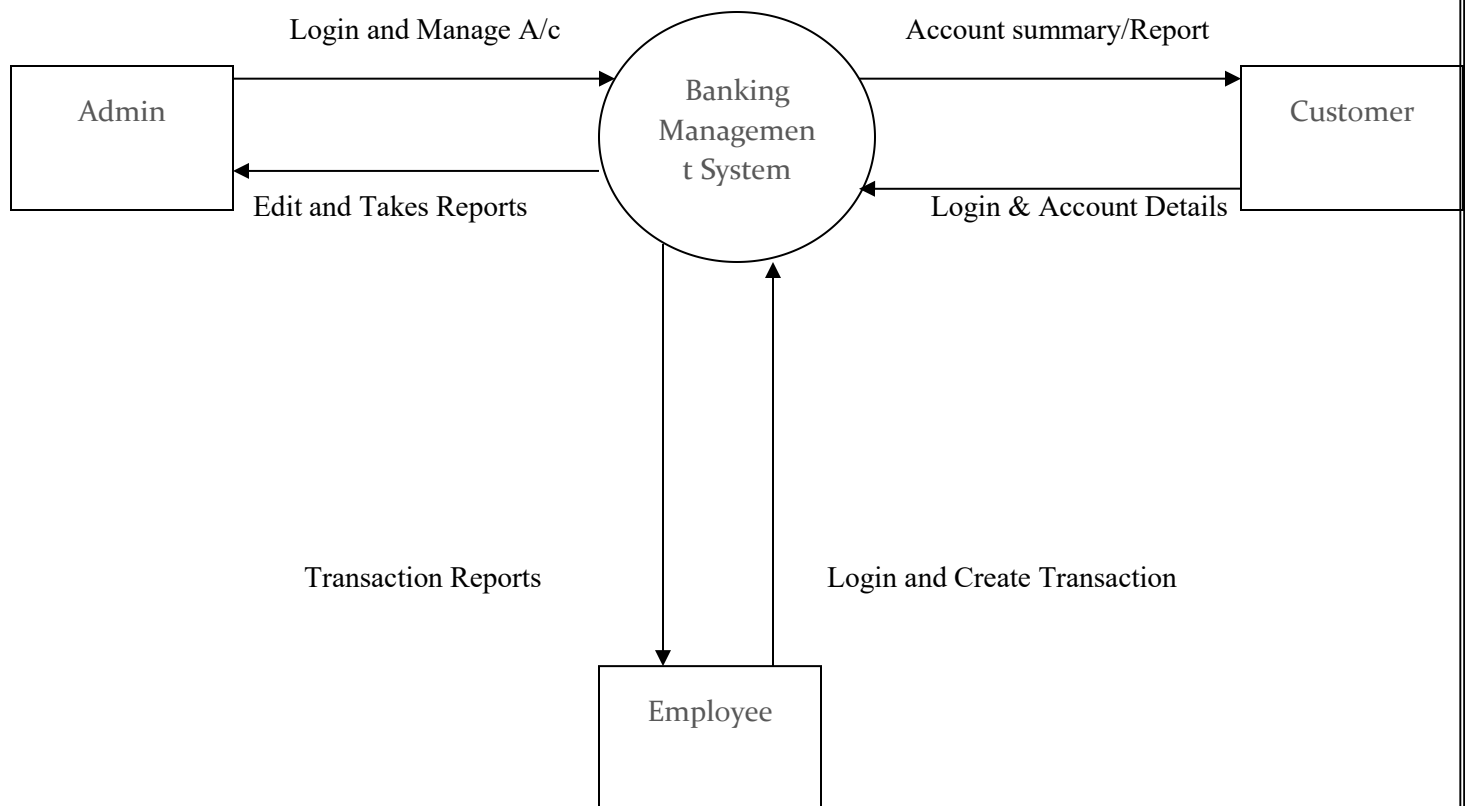 Login and Manage A/c
Account summary/Report
Admin
Banking
Managemen
t System
Customer
Edit and Takes Reports
Login & Account Details
Transaction Reports
Login and Create Transaction
Employee